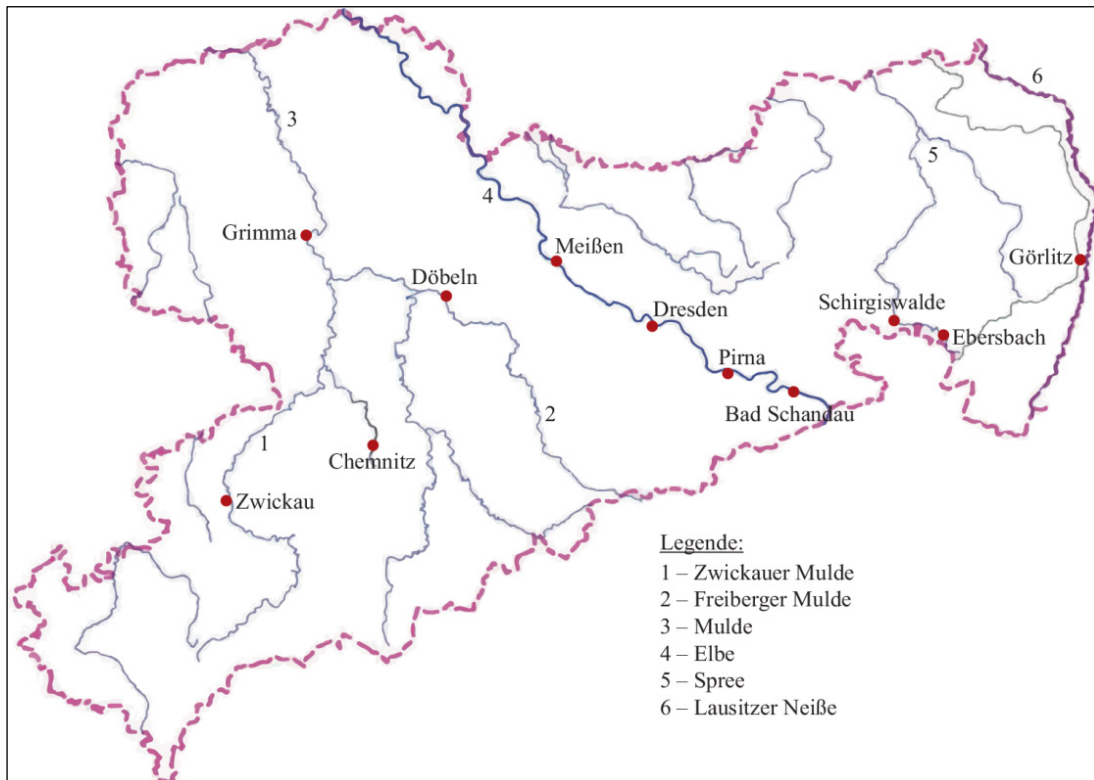 6
3
5
4
Grimma
Meißen
Görlitz
Döbeln
Schirgiswalde
Dresden
Ebersbach
Pirna
Bad Schandau
2
1
Chemnitz
Zwickau
Legende:
1 – Zwickauer Mulde
2 – Freiberger Mulde
3 – Mulde
4 – Elbe
5 – Spree
6 – Lausitzer Neiße